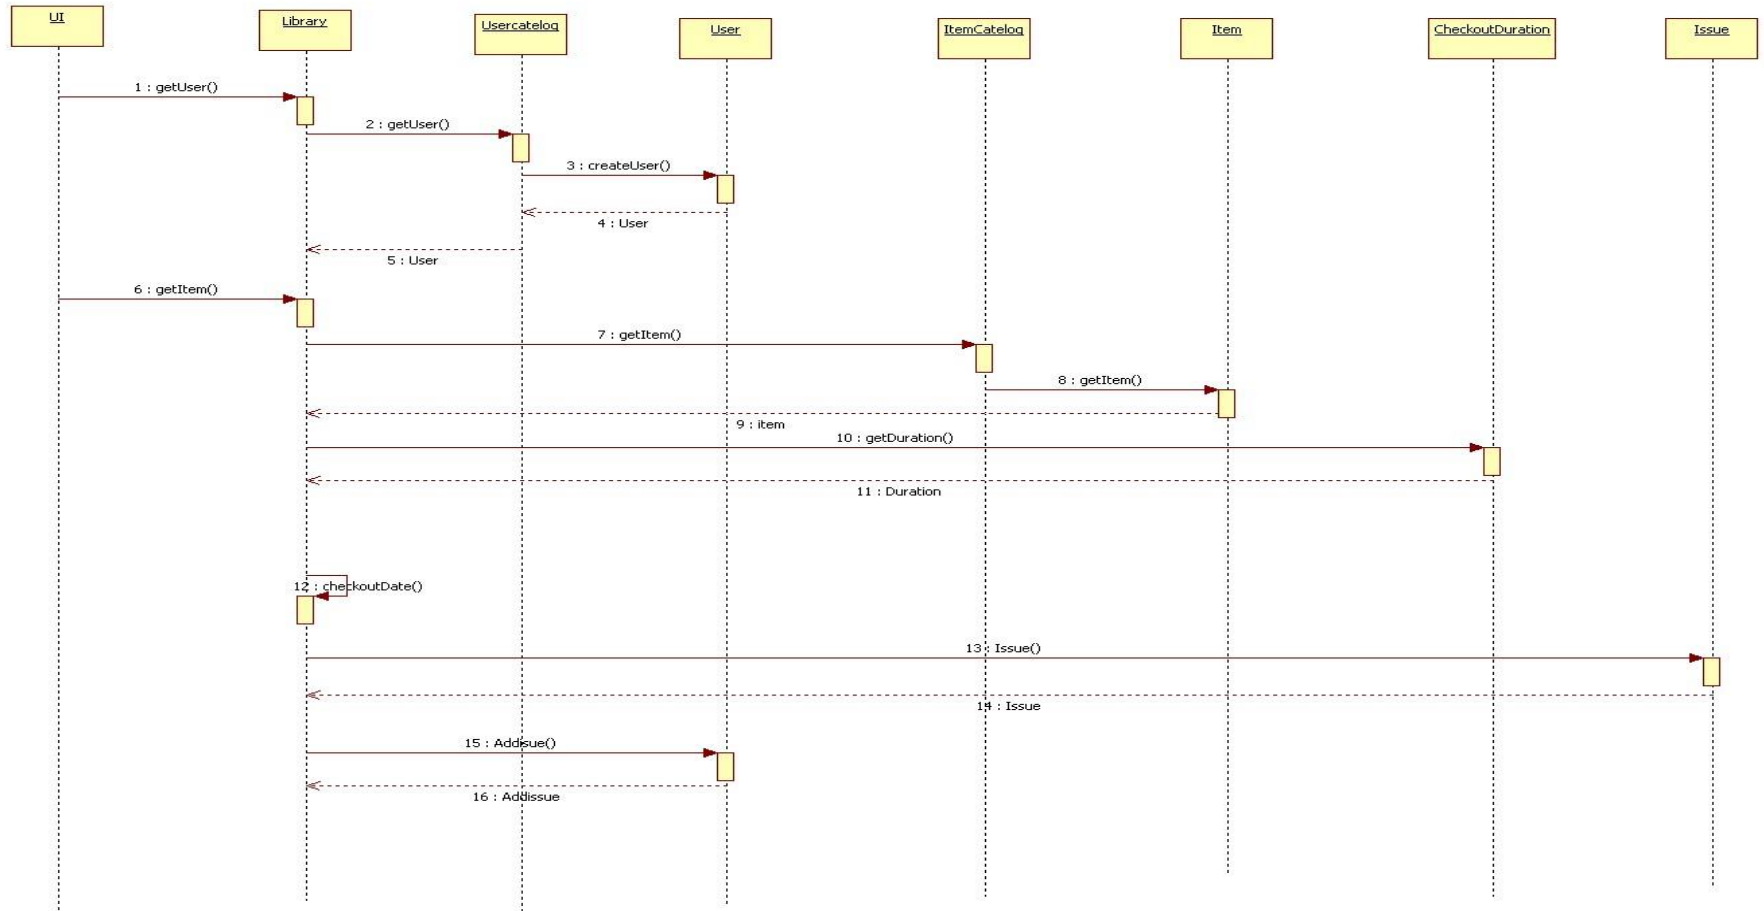 UI
Library
Usercatelog
User
ItemCatelog
Item
CheckoutDuration
Issue
1 : getUser()
2 : getUser()
3 : createUser()
4 : User
5 : User
6 : getItem()
7 : getItem()
8 : getItem()
9 : item
10 : getDuration()
11 : Duration
12 : checkoutDate()
13 : Issue()
14 : Issue
15 : Addisue()
16 : Addissue